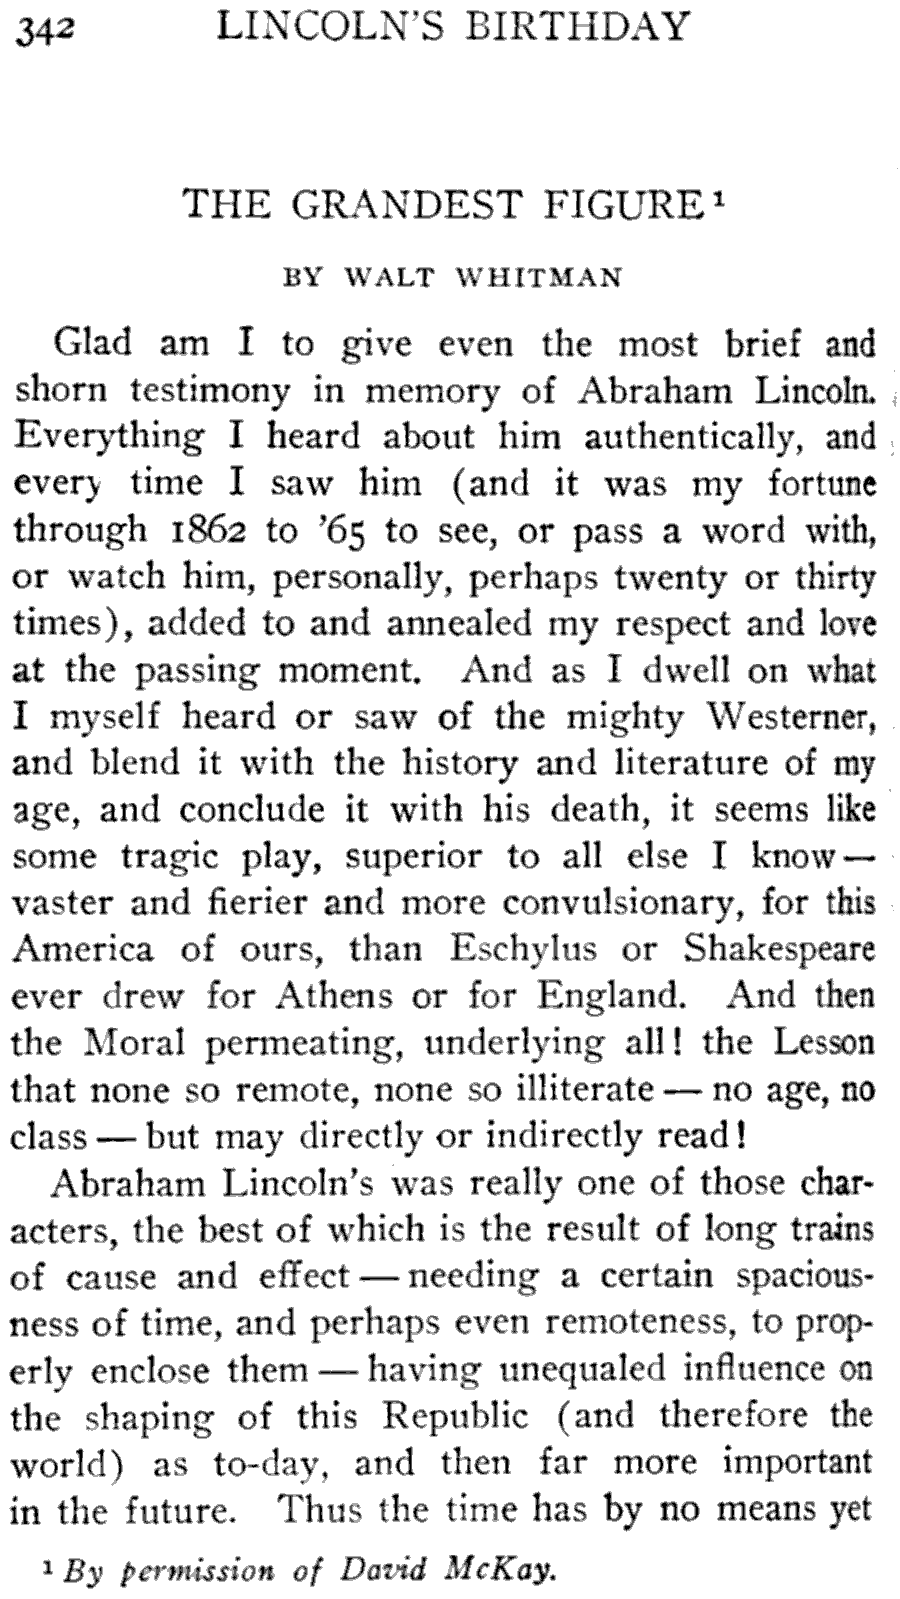 342 LINCOLN'S BIRTHDAY
THE GRANDEST FIGURE¹
BY WALT WHITMAN
Glad am I to give even the most brief and
shorn testimony in memory of Abraham Lincoln.
Everything I heard about him authentically, and
every time I saw him (and it was my fortune
through 1862 to '65 to see, or pass a word with,
or watch him, personally, perhaps twenty or thirty
times), added to and annealed my respect and love
at the passing moment. And as I dwell on what
I myself heard or saw of the mighty Westerner,
and blend it with the history and literature of my
age, and conclude it with his death, it seems like
some tragic play, superior to all else I know—
vaster and fierier and more convulsionary, for this
America of ours, than Eschylus or Shakespeare
ever drew for Athens or for England. And then
the Moral permeating, underlying all! the Lesson
that none so remote, none so illiterate — no age, no
class — but may directly or indirectly read!
Abraham Lincoln's was really one of those char-
acters, the best of which is the result of long trains
of cause and effect — needing a certain spacious-
ness of time, and perhaps even remoteness, to prop-
erly enclose them — having unequaled influence on
the shaping of this Republic (and therefore the
world) as to-day, and then far more important
in the future. Thus the time has by no means yet
¹ By permission of David McKay.